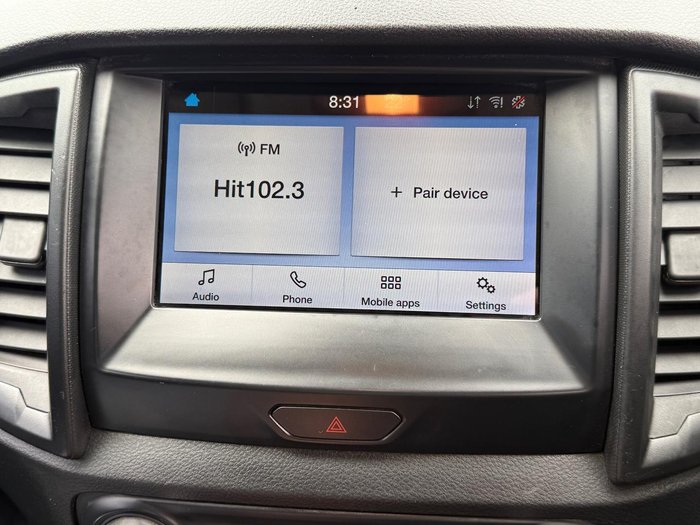 8:31
FM
Hit102.3
+ Pair device
Audio
Phone
Mobile apps
Settings